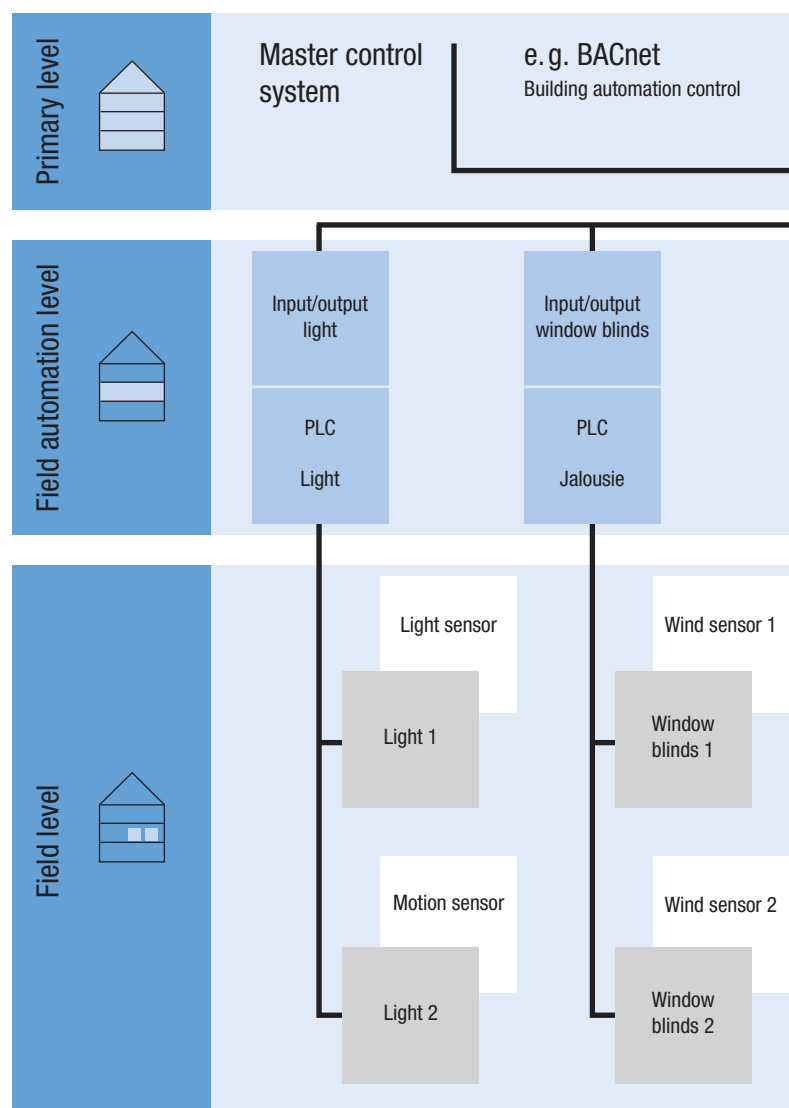 Primary level
Master control
system
e.g. BACnet
Building automation control
Field automation level
Input/output
light
PLC
Light
Input/output
window blinds
PLC
Jalousie
Field level
Light sensor
Light 1
Wind sensor 1
Window
blinds 1
Motion sensor
Light 2
Wind sensor 2
Window
blinds 2